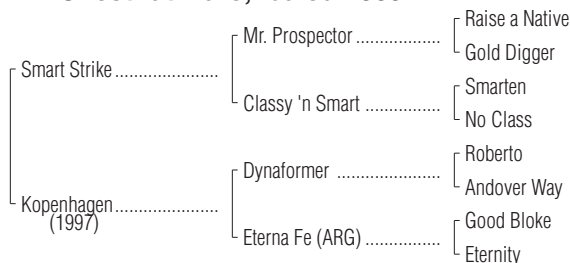 Raise a Native
Mr. Prospector
Gold Digger
Smart Strike
Smarten
Classy 'n Smart
No Class
Roberto
Dynaformer
Andover Way
Kopenhagen
(1997)
Good Bloke
Eterna Fe (ARG)
Eternity